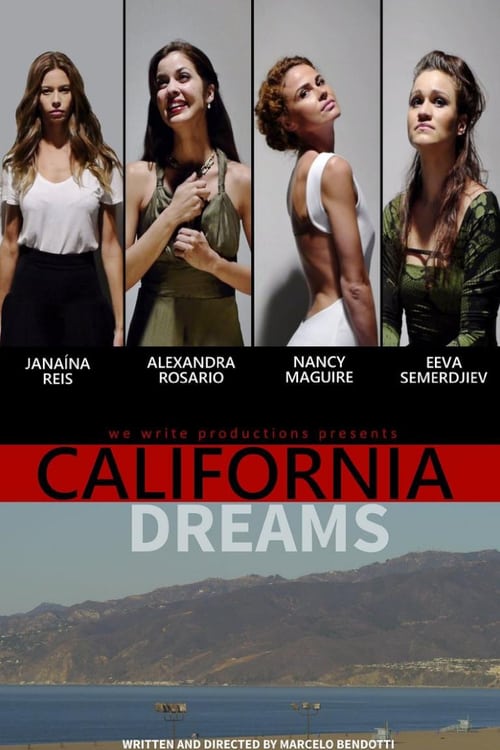 JANAÍNA
REIS
ALEXANDRA
ROSARIO
NANCY
MAGUIRE
EEVA
SEMERDJIEV
we write productions presents
CALIFORNIA
DREAMS
WRITTEN AND DIRECTED BY MARCELO BENDOTTI